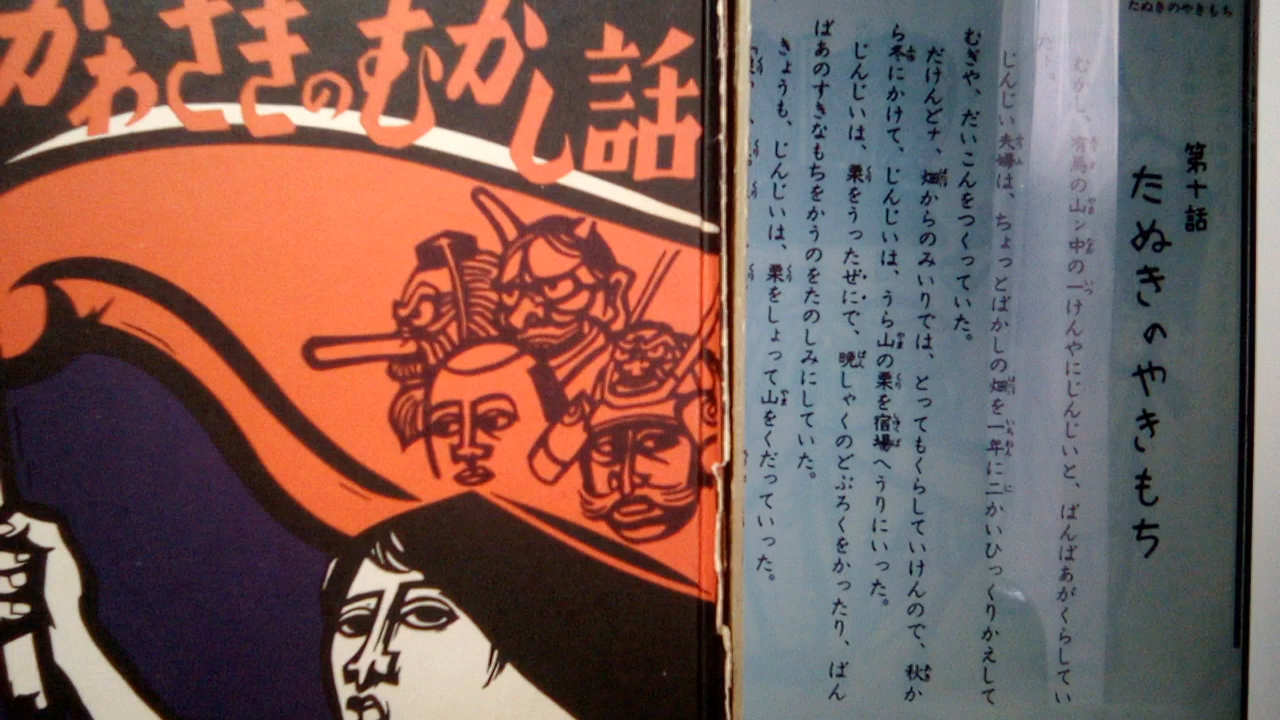 かわさきのむかし話
たぬきのやきもち
第十話
たぬきのやきもち
むかし、有馬の山ン中の一けんやにじんじいと、ばんばあがくらしてい
たト。
じんじい夫婦は、ちょっとばかしの畑を一年に二かいひっくりかえして
むぎや、だいこんをつくっていた。
だけんどナ、畑からのみいりでは、とってもくらしていけんので、秋か
ら冬にかけて、じんじいは、うら山の栗を宿場へうりにいった。
じんじいは、栗をうったぜにで、晩しゃくのどぶろくをかったり、ばん
ばあのすきなもちをかうのをたのしみにしていた。
きょうも、じんじいは、栗をしょって山をくだっていった。